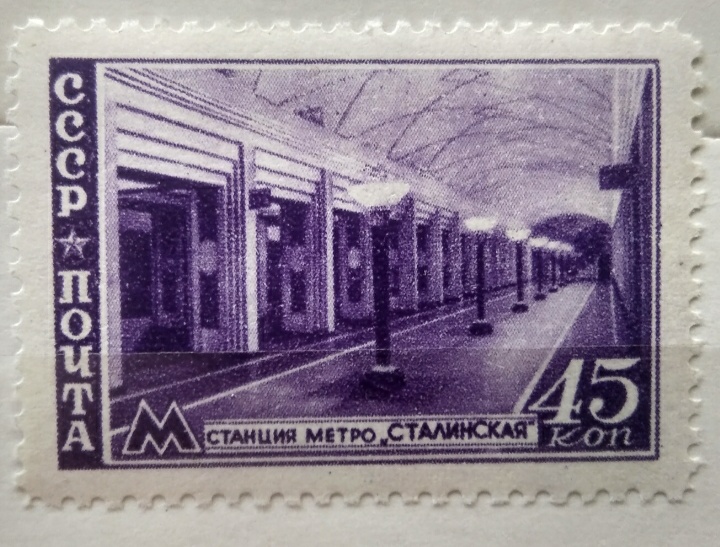 СССР ☆ ПОЧТА
М СТАНЦИЯ МЕТРО „СТАЛИНСКАЯ“
45
коп